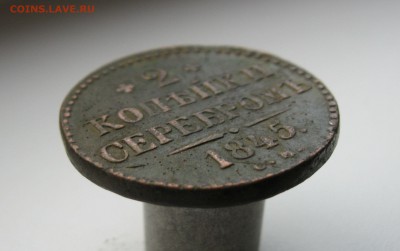 COINS.LAVE.RU
* 2 *
КОПѢЙКИ
СЕРЕБРОМЪ
1845.
С.М.